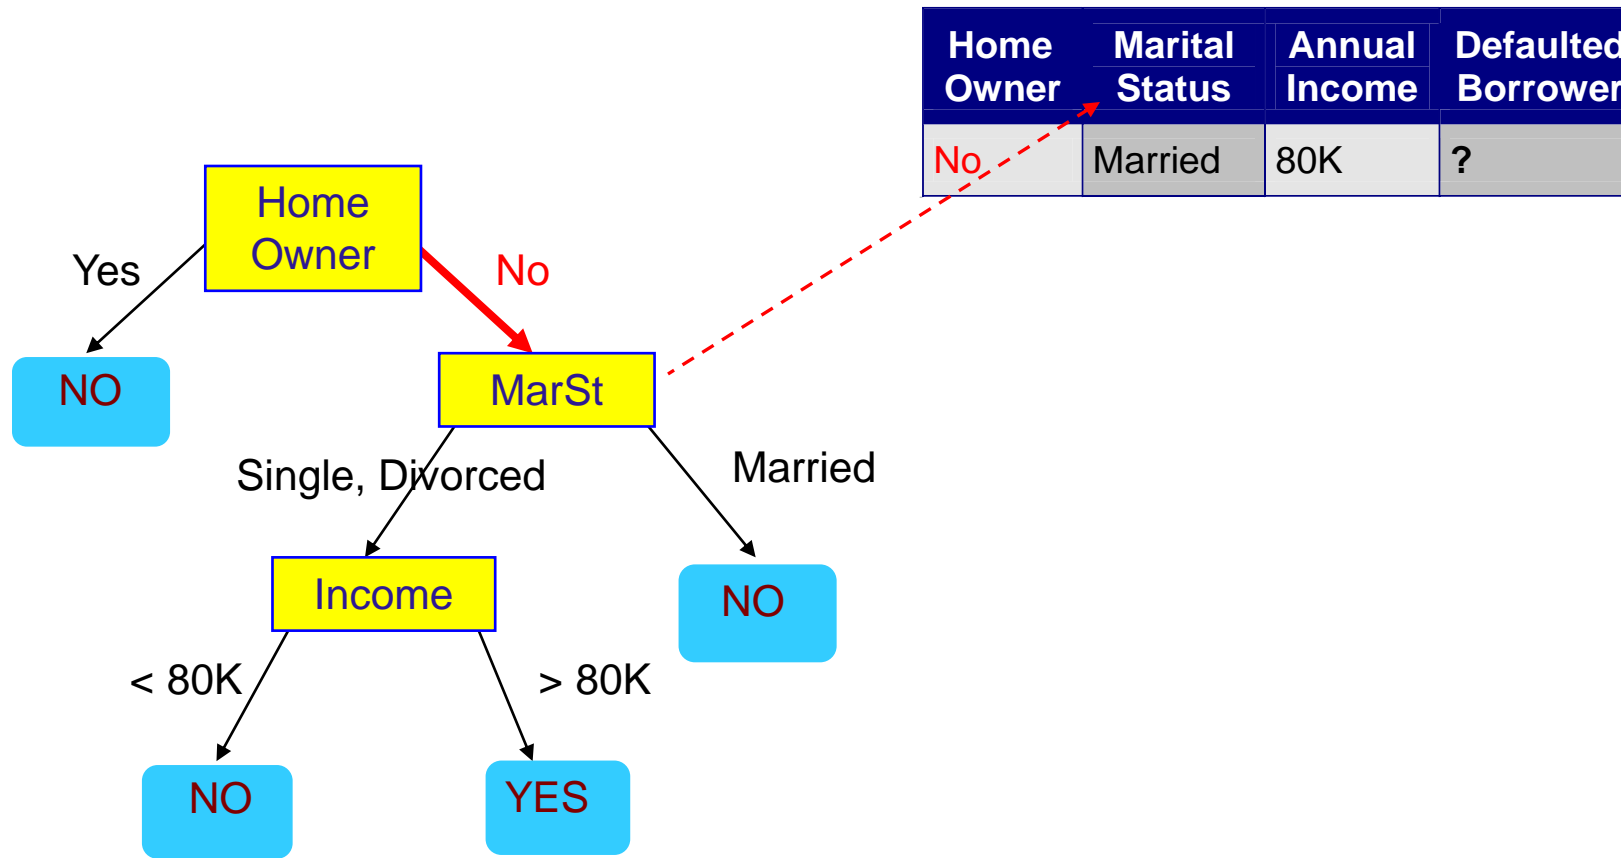 Home Owner
Marital Status
Annual Income
Defaulted Borrower
No
Married
80K
?
Home
Owner
Yes
No
NO
MarSt
Single, Divorced
Married
Income
NO
< 80K
> 80K
NO
YES